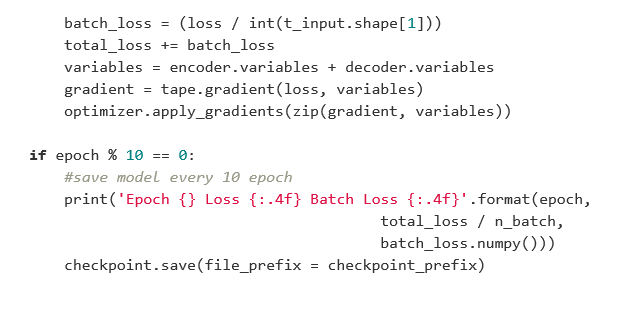 batch_loss = (loss / int(t_input.shape[1]))
total_loss += batch_loss
variables = encoder.variables + decoder.variables
gradient = tape.gradient(loss, variables)
optimizer.apply_gradients(zip(gradient, variables))
if epoch % 10 == 0:
#save model every 10 epoch
print('Epoch {} Loss {:.4f} Batch Loss {:.4f}'.format(epoch,
total_loss / n_batch,
batch_loss.numpy()))
checkpoint.save(file_prefix = checkpoint_prefix)